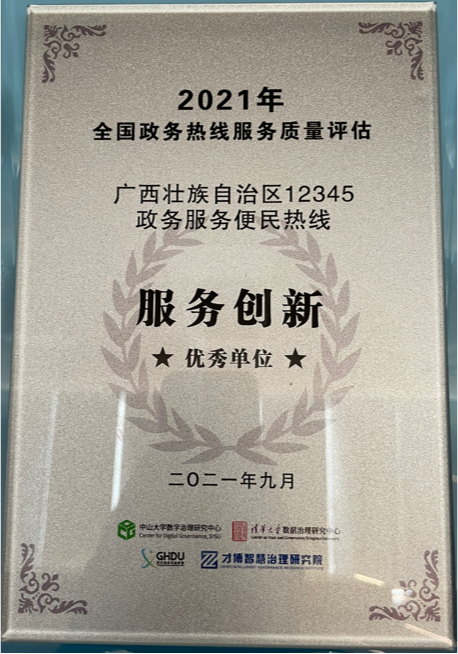 2021年
全国政务热线服务质量评估
广西壮族自治区12345
政务服务便民热线
服务创新
★ 优秀单位 ★
二〇二一年九月
中山大学数字治理研究中心
Center for Digital Governance, SYSU
清华大学数据治理研究中心
GHDU
才博智慧治理研究院